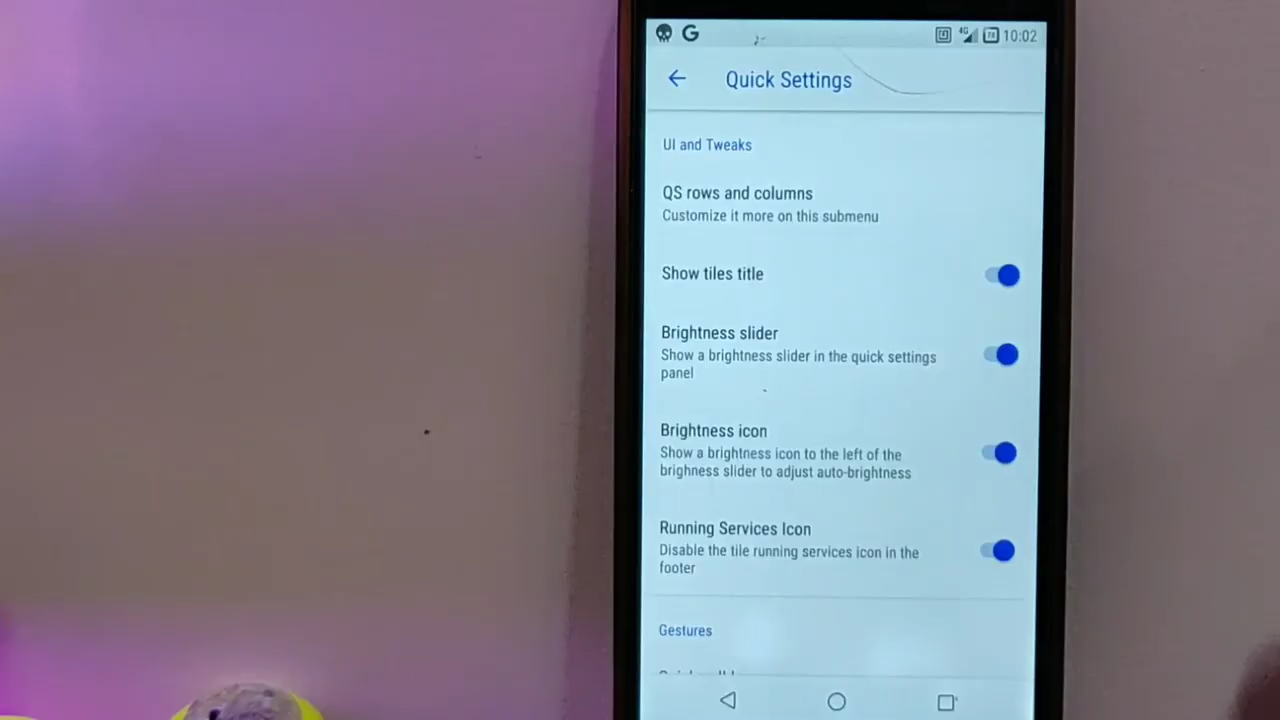 G 4G 78 10:02
Quick Settings
UI and Tweaks
QS rows and columns
Customize it more on this submenu
Show tiles title
Brightness slider
Show a brightness slider in the quick settings
panel
Brightness icon
Show a brightness icon to the left of the
brighness slider to adjust auto-brightness
Running Services Icon
Disable the tile running services icon in the
footer
Gestures